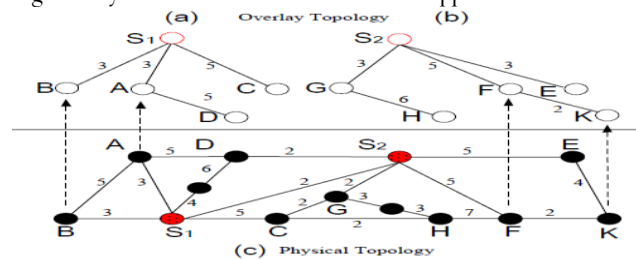 (a) Overlay Topology (b)
S1 S2
3 3 5 3 5 3
B A C G F E
5 6 2
D H K
A 5 D 2 S2 5 E
6 2 2
5 3 4 2 G 3 3 5 4
B 3 S1 5 C 2 H 7 F 2 K
(c) Physical Topology